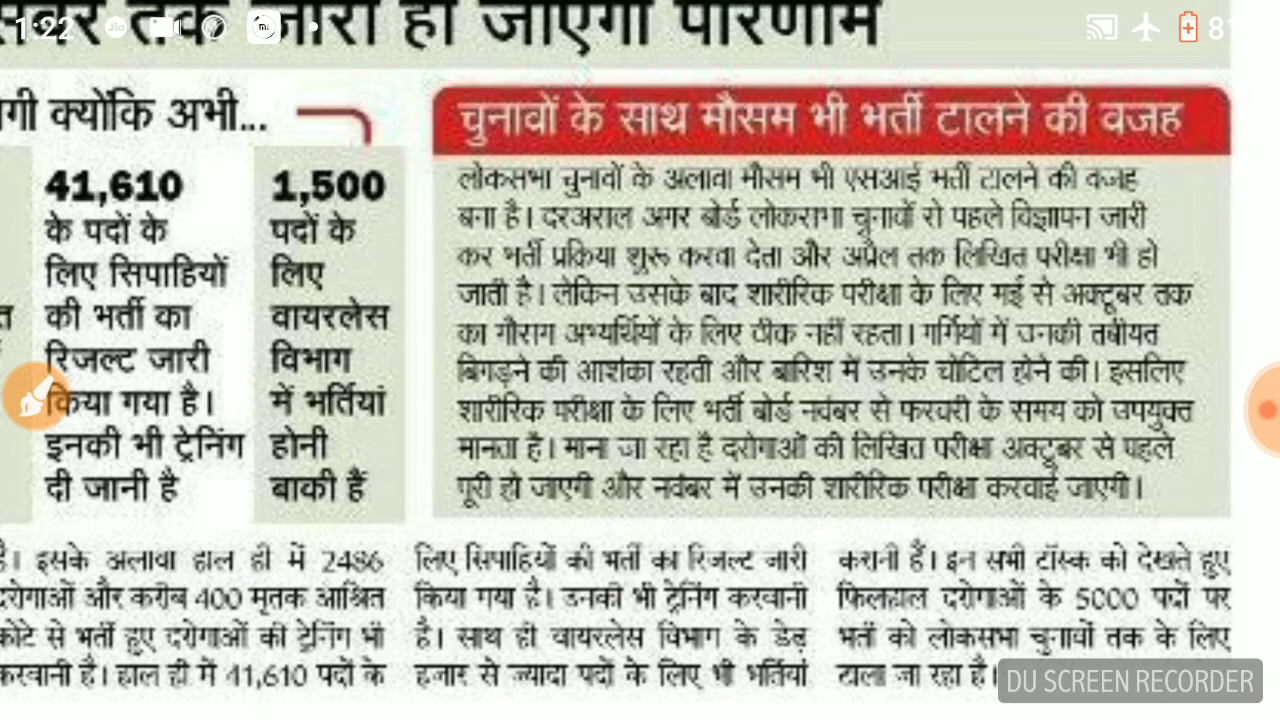 1:22
81
सबर तक जारी हो जाएगा परिणाम
गी क्योंकि अभी...
41,610
के पदों के
लिए सिपाहियों
की भर्ती का
रिजल्ट जारी
किया गया है।
इनकी भी ट्रेनिंग
दी जानी है
1,500
पदों के
लिए
वायरलेस
विभाग
में भर्तियां
होनी
बाकी हैं
चुनावों के साथ मौसम भी भर्ती टालने की वजह
लोकसभा चुनावों के अलावा मौसम भी एसआई भर्ती टालने की वजह
बना है। दरअसल अगर बोर्ड लोकसभा चुनावों से पहले विज्ञापन जारी
कर भर्ती प्रक्रिया शुरू करवा देता और अप्रैल तक लिखित परीक्षा भी हो
जाती है। लेकिन उसके बाद शारीरिक परीक्षा के लिए मई से अक्टूबर तक
का मौसम अभ्यर्थियों के लिए ठीक नहीं रहता। गर्मियों में उनकी तबीयत
बिगड़ने की आशंका रहती और बारिश में उनके चोटिल होने की। इसलिए
शारीरिक परीक्षा के लिए भर्ती बोर्ड नवंबर से फरवरी के समय को उपयुक्त
मानता है। माना जा रहा है दरोगाओं की लिखित परीक्षा अक्टूबर से पहले
पूरी हो जाएगी और नवंबर में उनकी शारीरिक परीक्षा करवाई जाएगी।
है। इसके अलावा हाल ही में 2486
दरोगाओं और करीब 400 मृतक आश्रित
कोटे से भर्ती हुए दरोगाओं की ट्रेनिंग भी
करवानी है। हाल ही में 41,610 पदों के
लिए सिपाहियों की भर्ती का रिजल्ट जारी
किया गया है। उनकी भी ट्रेनिंग करवानी
है। साथ ही वायरलेस विभाग के डेढ़
हजार से ज्यादा पदों के लिए भी भर्तियां
करानी हैं। इन सभी टॉस्क को देखते हुए
फिलहाल दरोगाओं के 5000 पदों पर
भर्ती को लोकसभा चुनावों तक के लिए
टाला जा रहा है।
DU SCREEN RECORDER